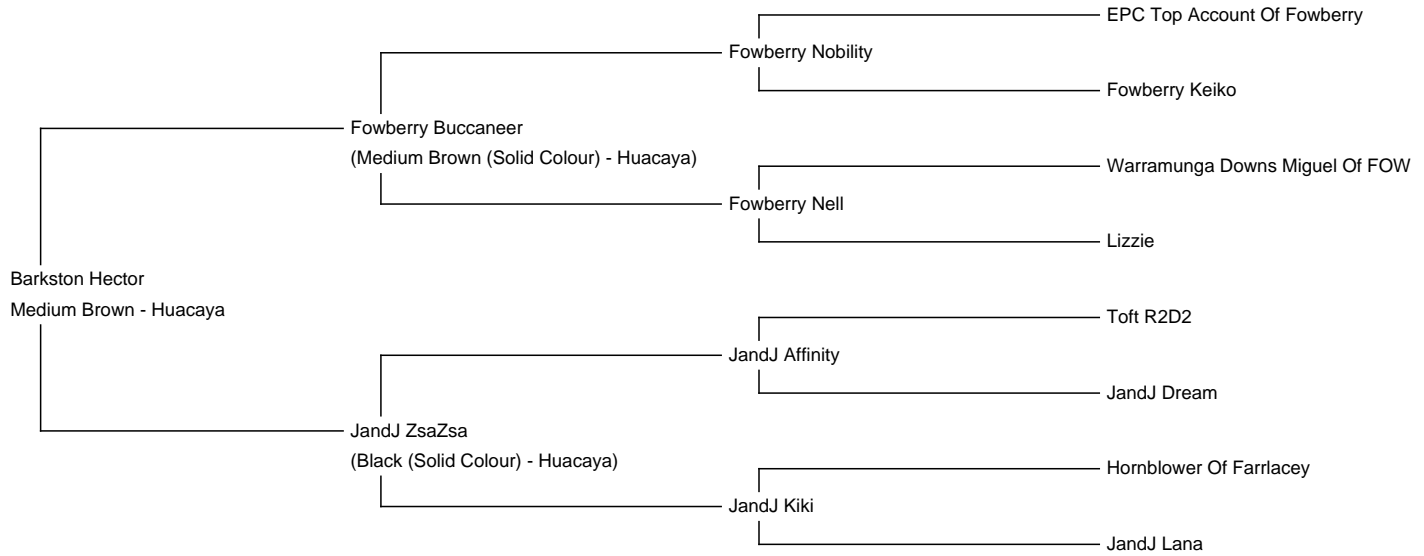 EPC Top Account Of Fowberry
Fowberry Nobility
Fowberry Keiko
Fowberry Buccaneer
(Medium Brown (Solid Colour) - Huacaya)
Warramunga Downs Miguel Of FOW
Fowberry Nell
Lizzie
Barkston Hector
Medium Brown - Huacaya
Toft R2D2
JandJ Affinity
JandJ Dream
JandJ ZsaZsa
(Black (Solid Colour) - Huacaya)
Hornblower Of Farrlacey
JandJ Kiki
JandJ Lana